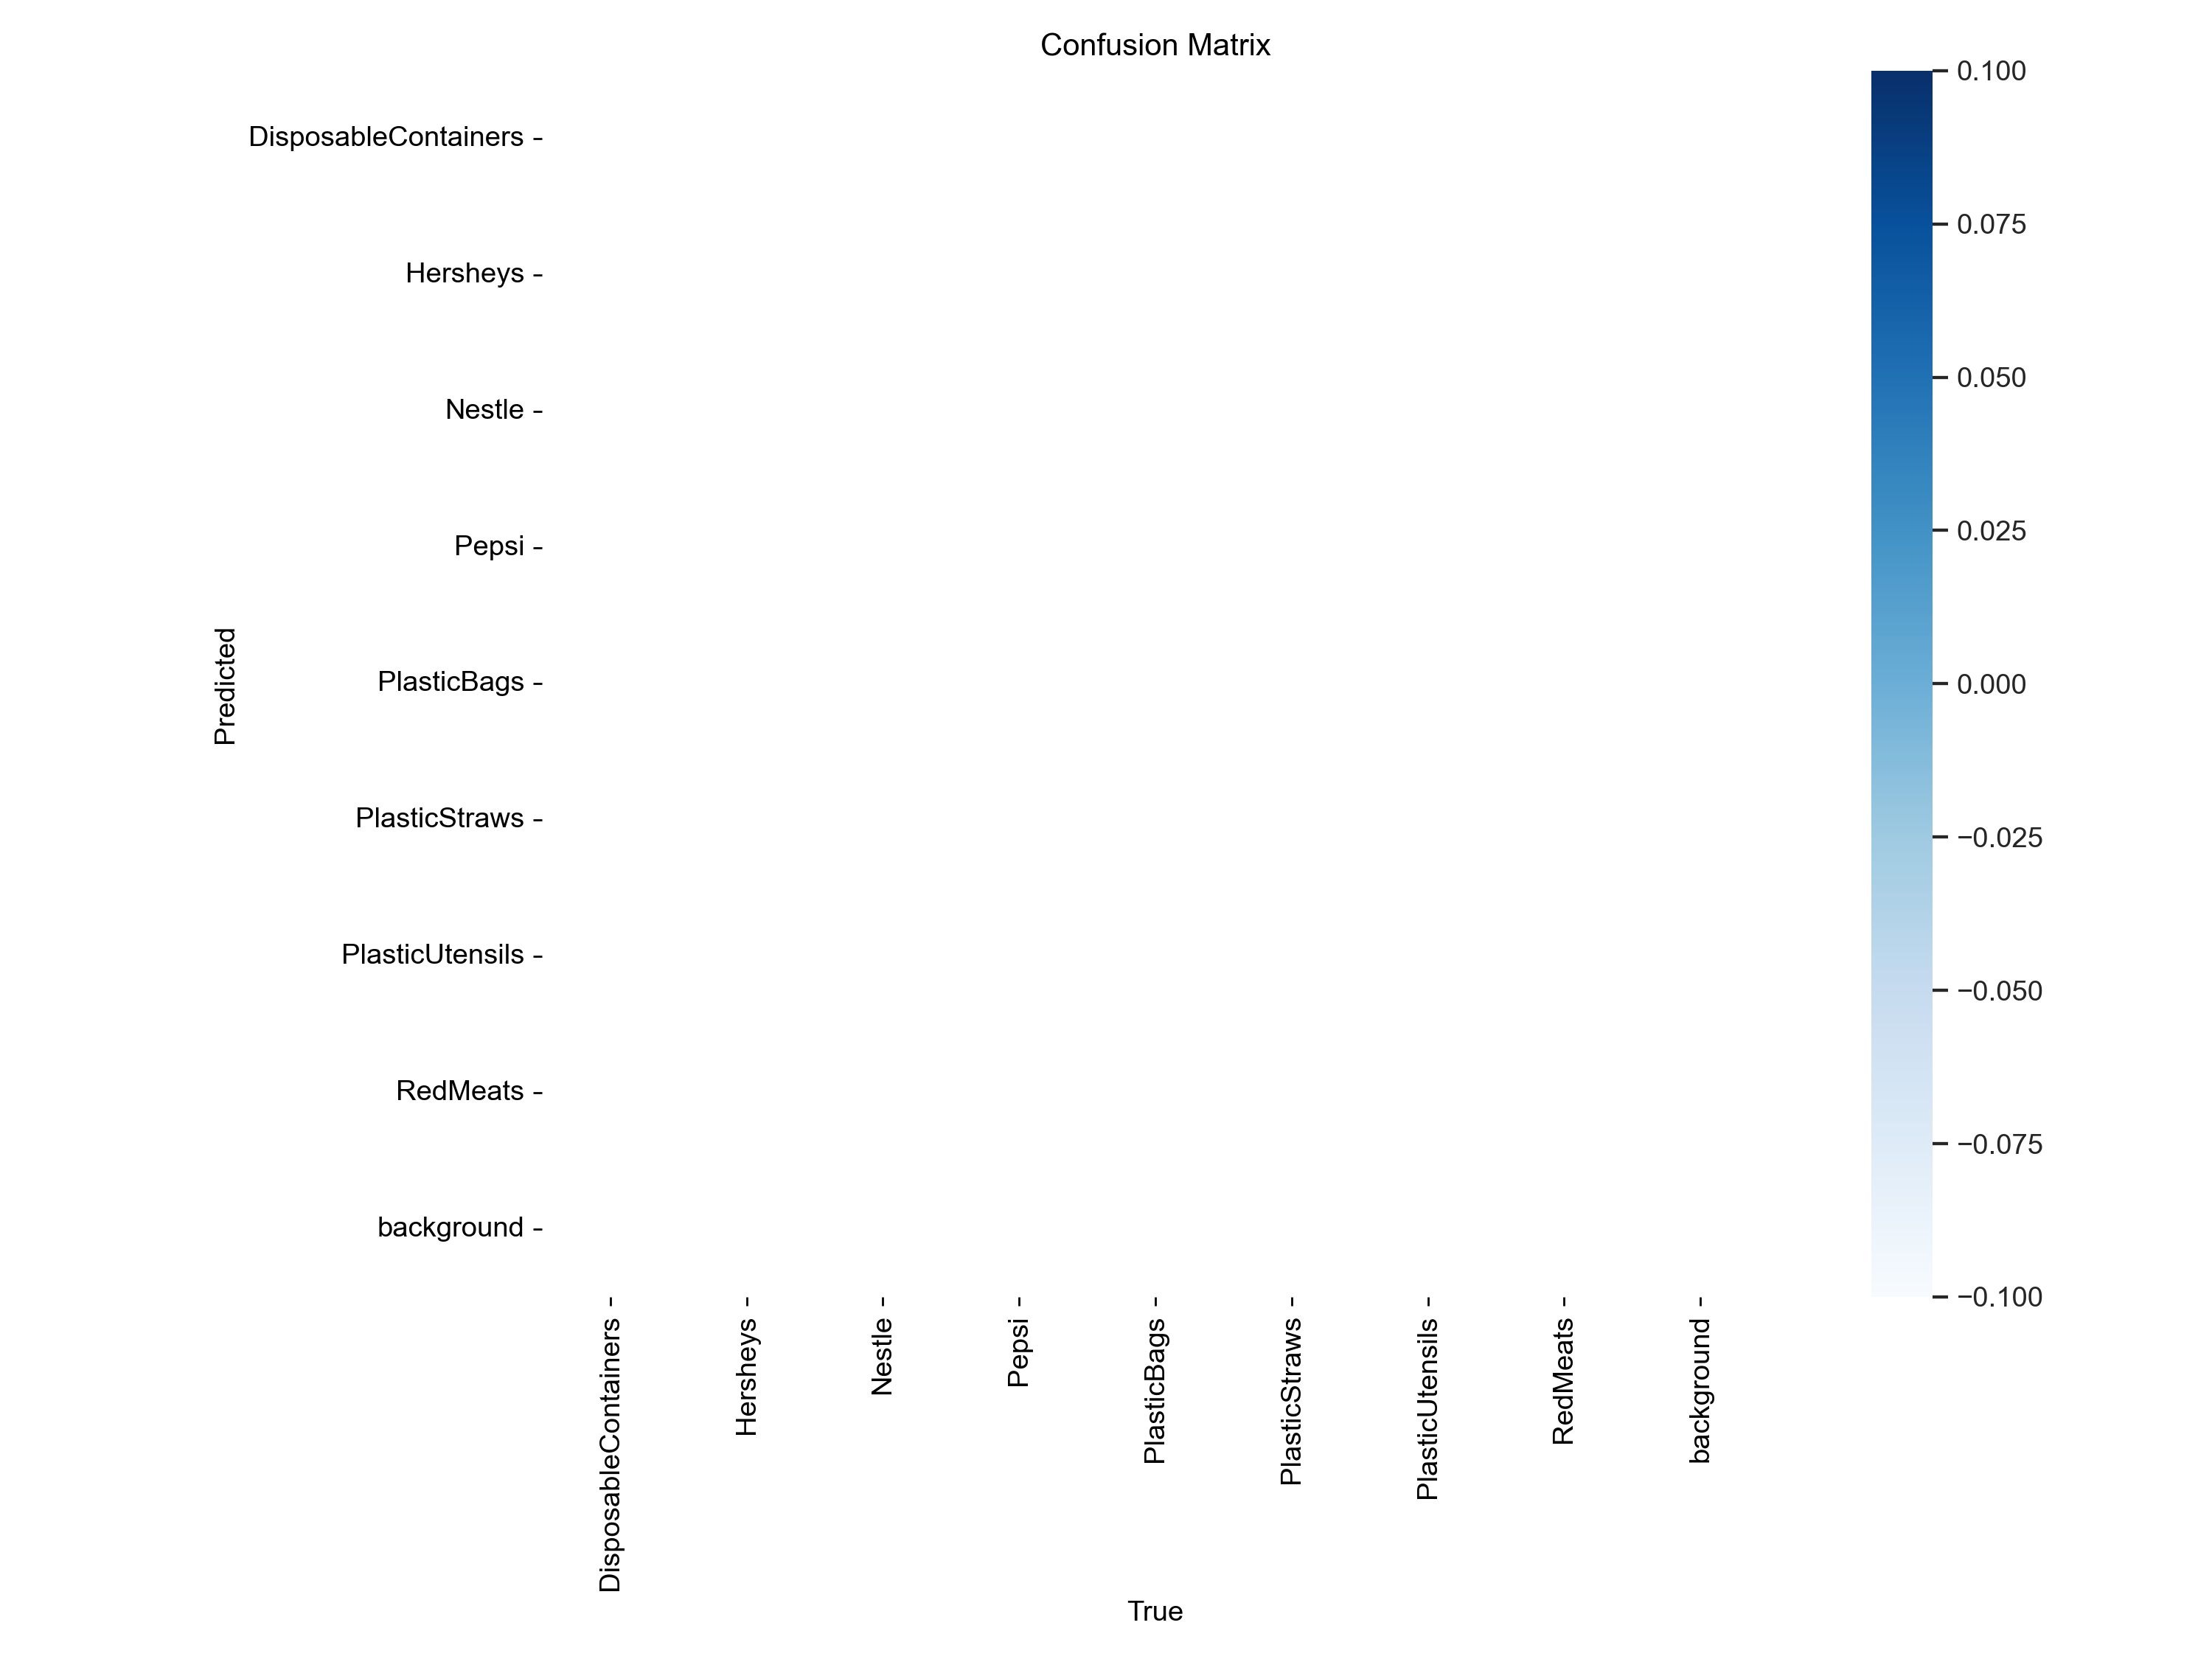 Confusion Matrix
DisposableContainers
Hersheys
Nestle
Pepsi
PlasticBags
PlasticStraws
PlasticUtensils
RedMeats
background
Predicted
DisposableContainers
Hersheys
Nestle
Pepsi
PlasticBags
PlasticStraws
PlasticUtensils
RedMeats
background
True
0.100
0.075
0.050
0.025
0.000
−0.025
−0.050
−0.075
−0.100